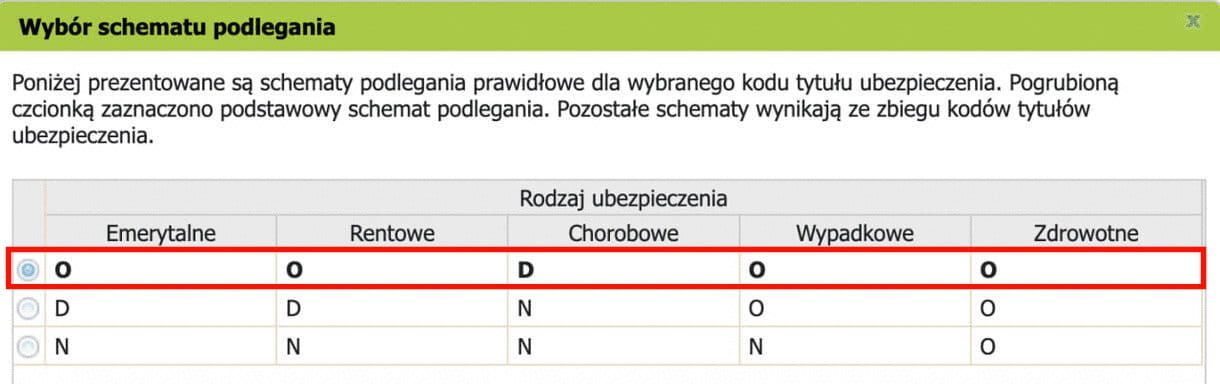 Wybór schematu podlegania
Poniżej prezentowane są schematy podlegania prawidłowe dla wybranego kodu tytułu ubezpieczenia. Pogrubioną
czcionką zaznaczono podstawowy schemat podlegania. Pozostałe schematy wynikają ze zbiegu kodów tytułów
ubezpieczenia.
Rodzaj ubezpieczenia
Emerytalne Rentowe Chorobowe Wypadkowe Zdrowotne
O O D O O
D D N O O
N N N N O